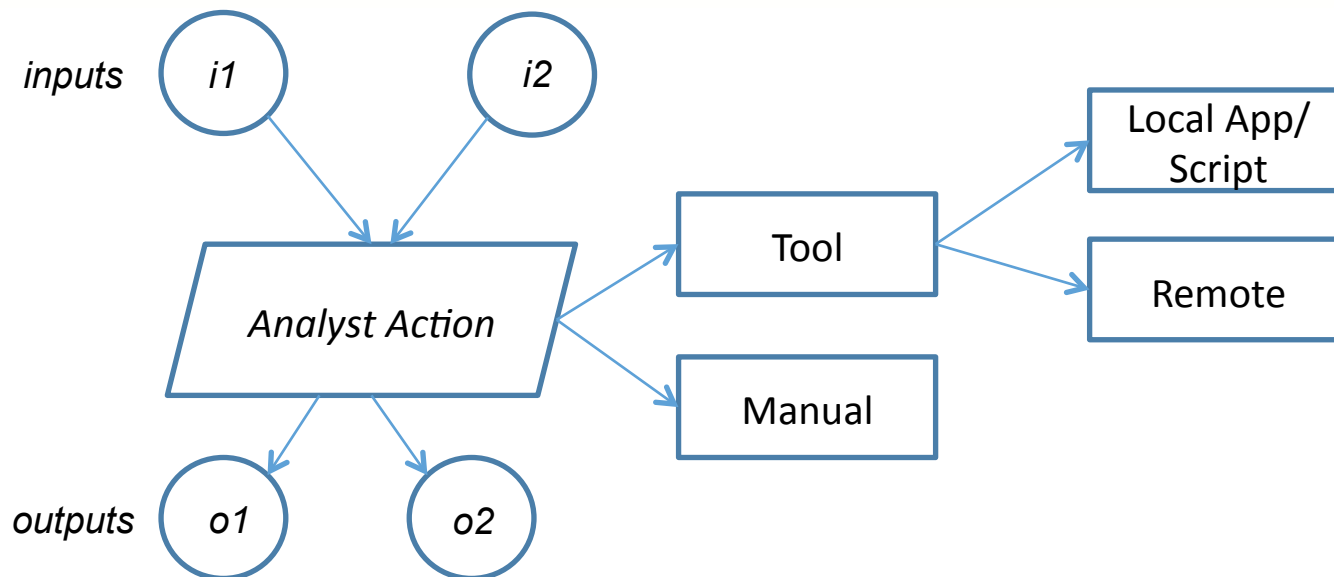 inputs
i1
i2
Local App/
Script
Tool
Remote
Analyst Action
Manual
outputs
o1
o2